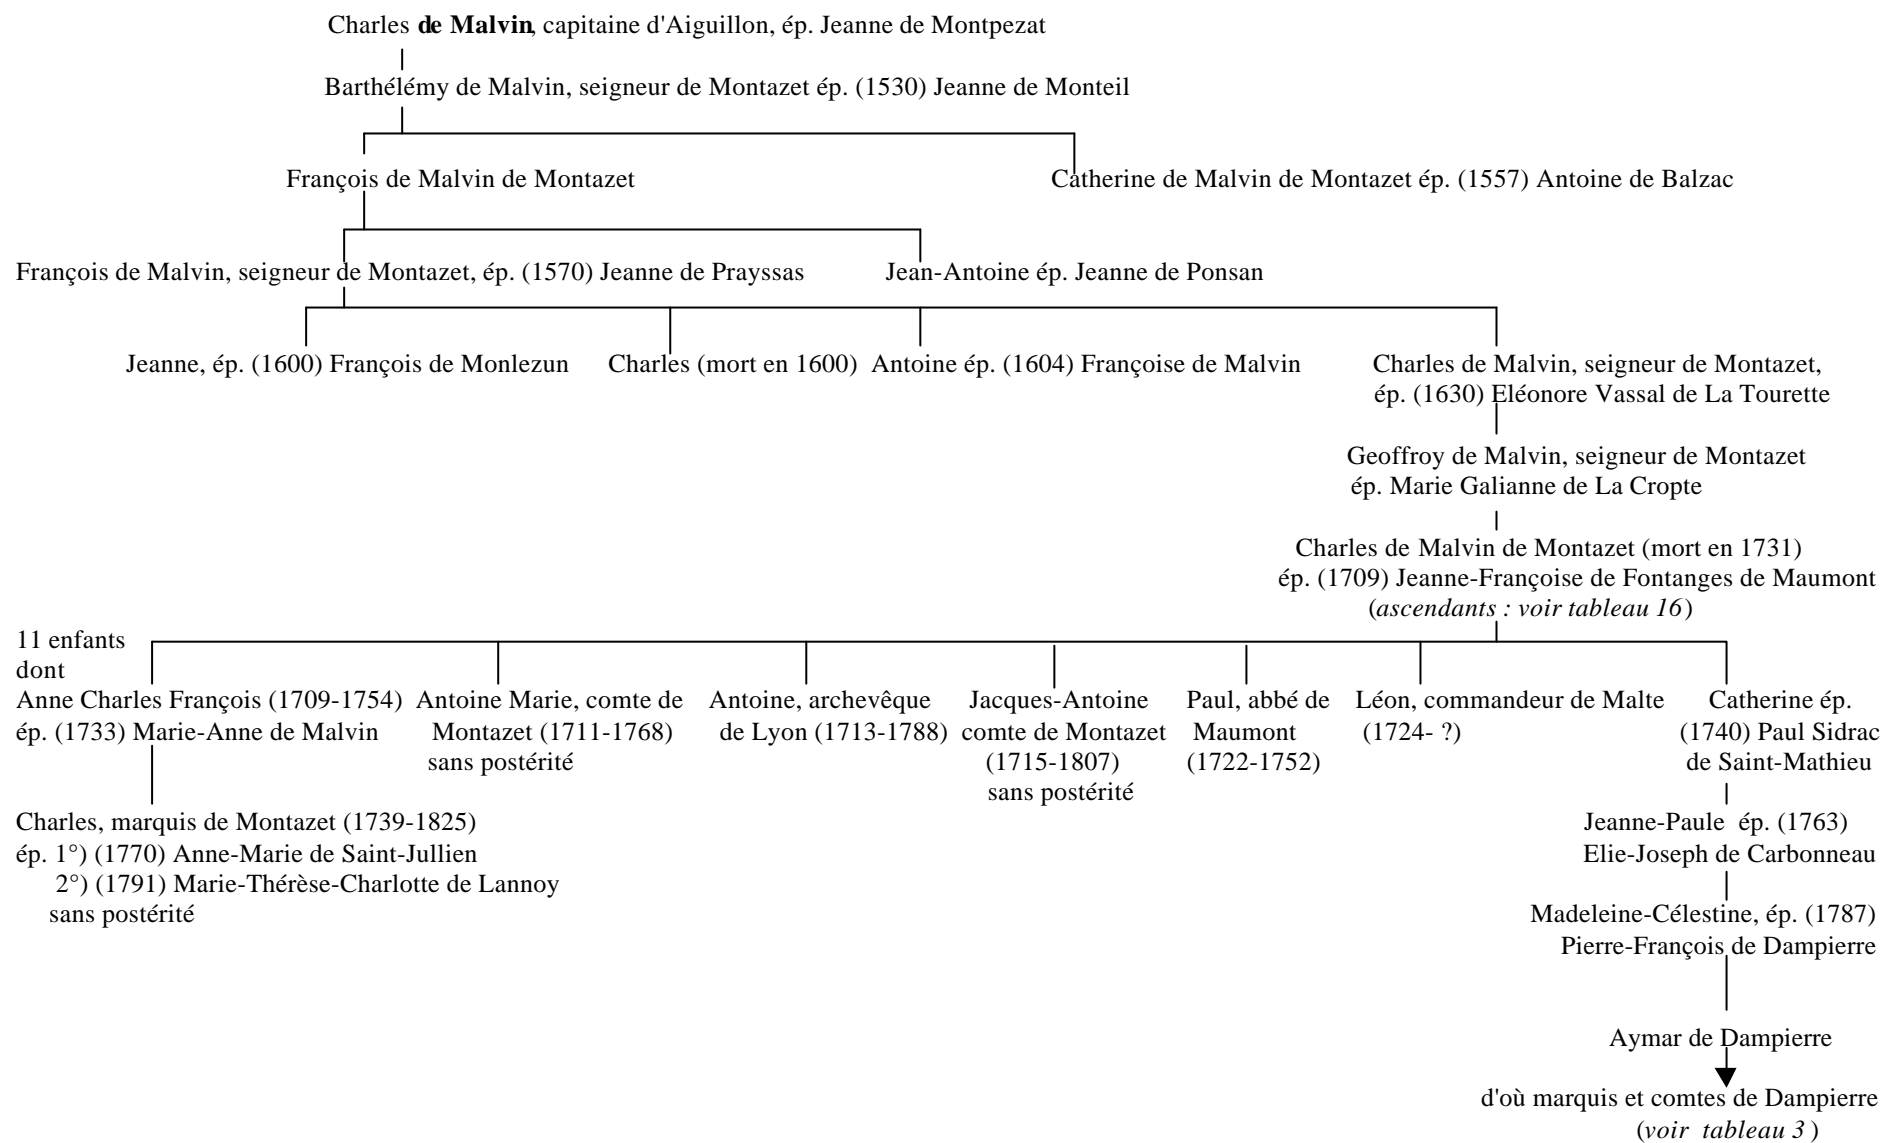 Charles de Malvin, capitaine d'Aiguillon, ép. Jeanne de Montpezat
Barthélémy de Malvin, seigneur de Montazet ép. (1530) Jeanne de Monteil
François de Malvin de Montazet
Catherine de Malvin de Montazet ép. (1557) Antoine de Balzac
François de Malvin, seigneur de Montazet, ép. (1570) Jeanne de Prayssas
Jean-Antoine ép. Jeanne de Ponsan
Jeanne, ép. (1600) François de Monlezun
Charles (mort en 1600)
Antoine ép. (1604) Françoise de Malvin
Charles de Malvin, seigneur de Montazet,
ép. (1630) Eléonore Vassal de La Tourette
Geoffroy de Malvin, seigneur de Montazet
ép. Marie Galianne de La Cropte
Charles de Malvin de Montazet (mort en 1731)
ép. (1709) Jeanne-Françoise de Fontanges de Maumont
(ascendants : voir tableau 16)
11 enfants
dont
Anne Charles François (1709-1754)
ép. (1733) Marie-Anne de Malvin
Antoine Marie, comte de
Montazet (1711-1768)
sans postérité
Antoine, archevêque
de Lyon (1713-1788)
Jacques-Antoine
comte de Montazet
(1715-1807)
sans postérité
Paul, abbé de
Maumont
(1722-1752)
Léon, commandeur de Malte
(1724- ?)
Catherine ép.
(1740) Paul Sidrac
de Saint-Mathieu
Charles, marquis de Montazet (1739-1825)
ép. 1°) (1770) Anne-Marie de Saint-Jullien
2°) (1791) Marie-Thérèse-Charlotte de Lannoy
sans postérité
Jeanne-Paule ép. (1763)
Elie-Joseph de Carbonneau
Madeleine-Célestine, ép. (1787)
Pierre-François de Dampierre
Aymar de Dampierre
d'où marquis et comtes de Dampierre
(voir tableau 3 )